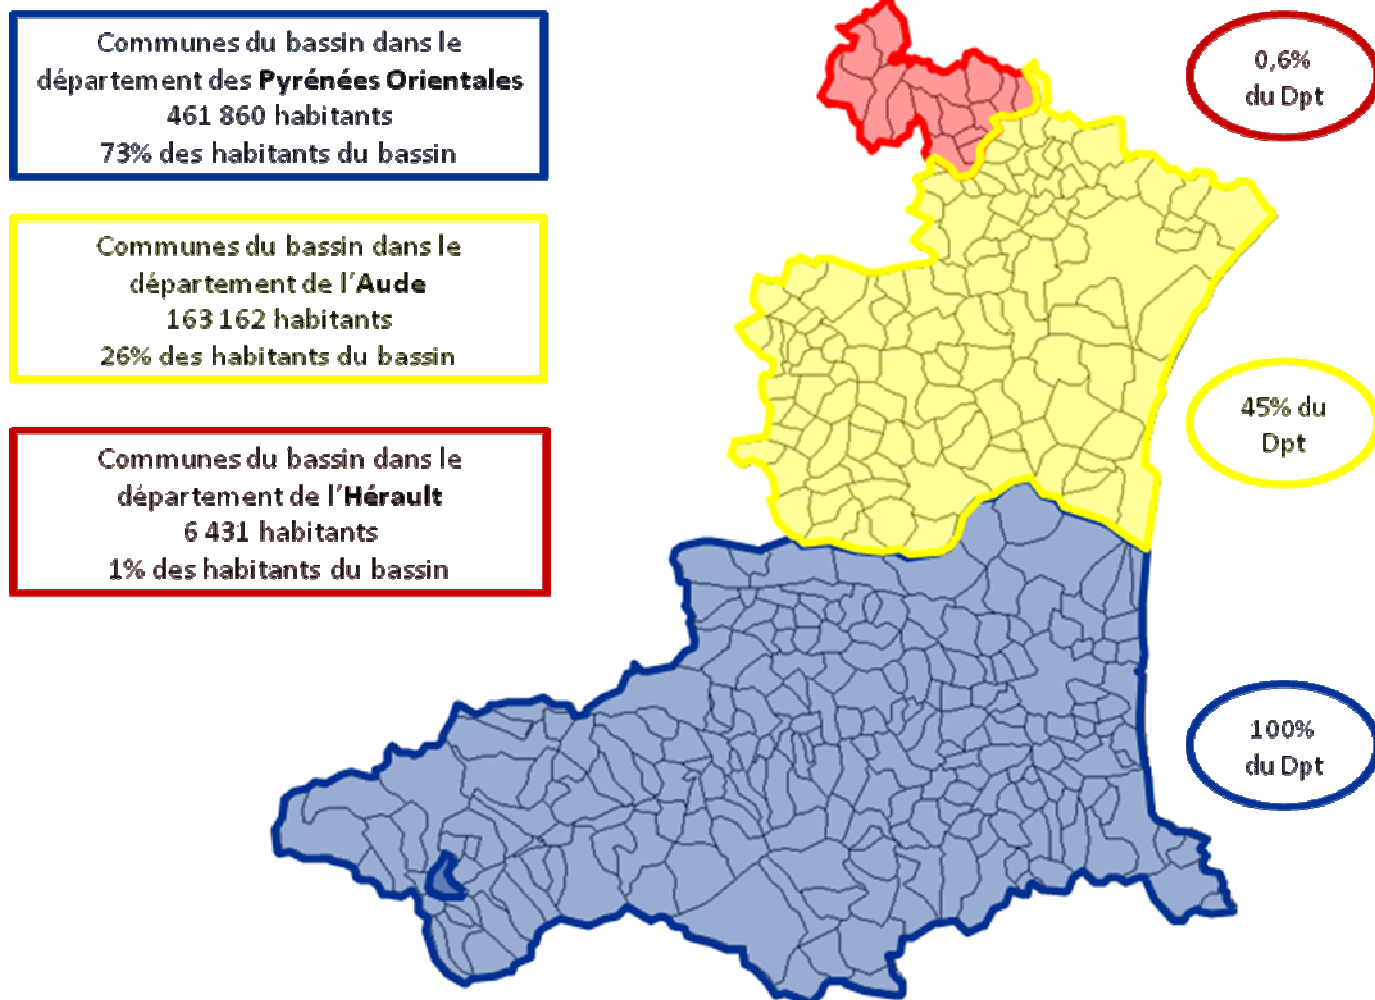 Communes du bassin dans le
département des Pyrénées Orientales
461 860 habitants
73% des habitants du bassin
Communes du bassin dans le
département de l'Aude
163 162 habitants
26% des habitants du bassin
Communes du bassin dans le
département de l'Hérault
6 431 habitants
1% des habitants du bassin
0,6%
du Dpt
45% du
Dpt
100%
du Dpt